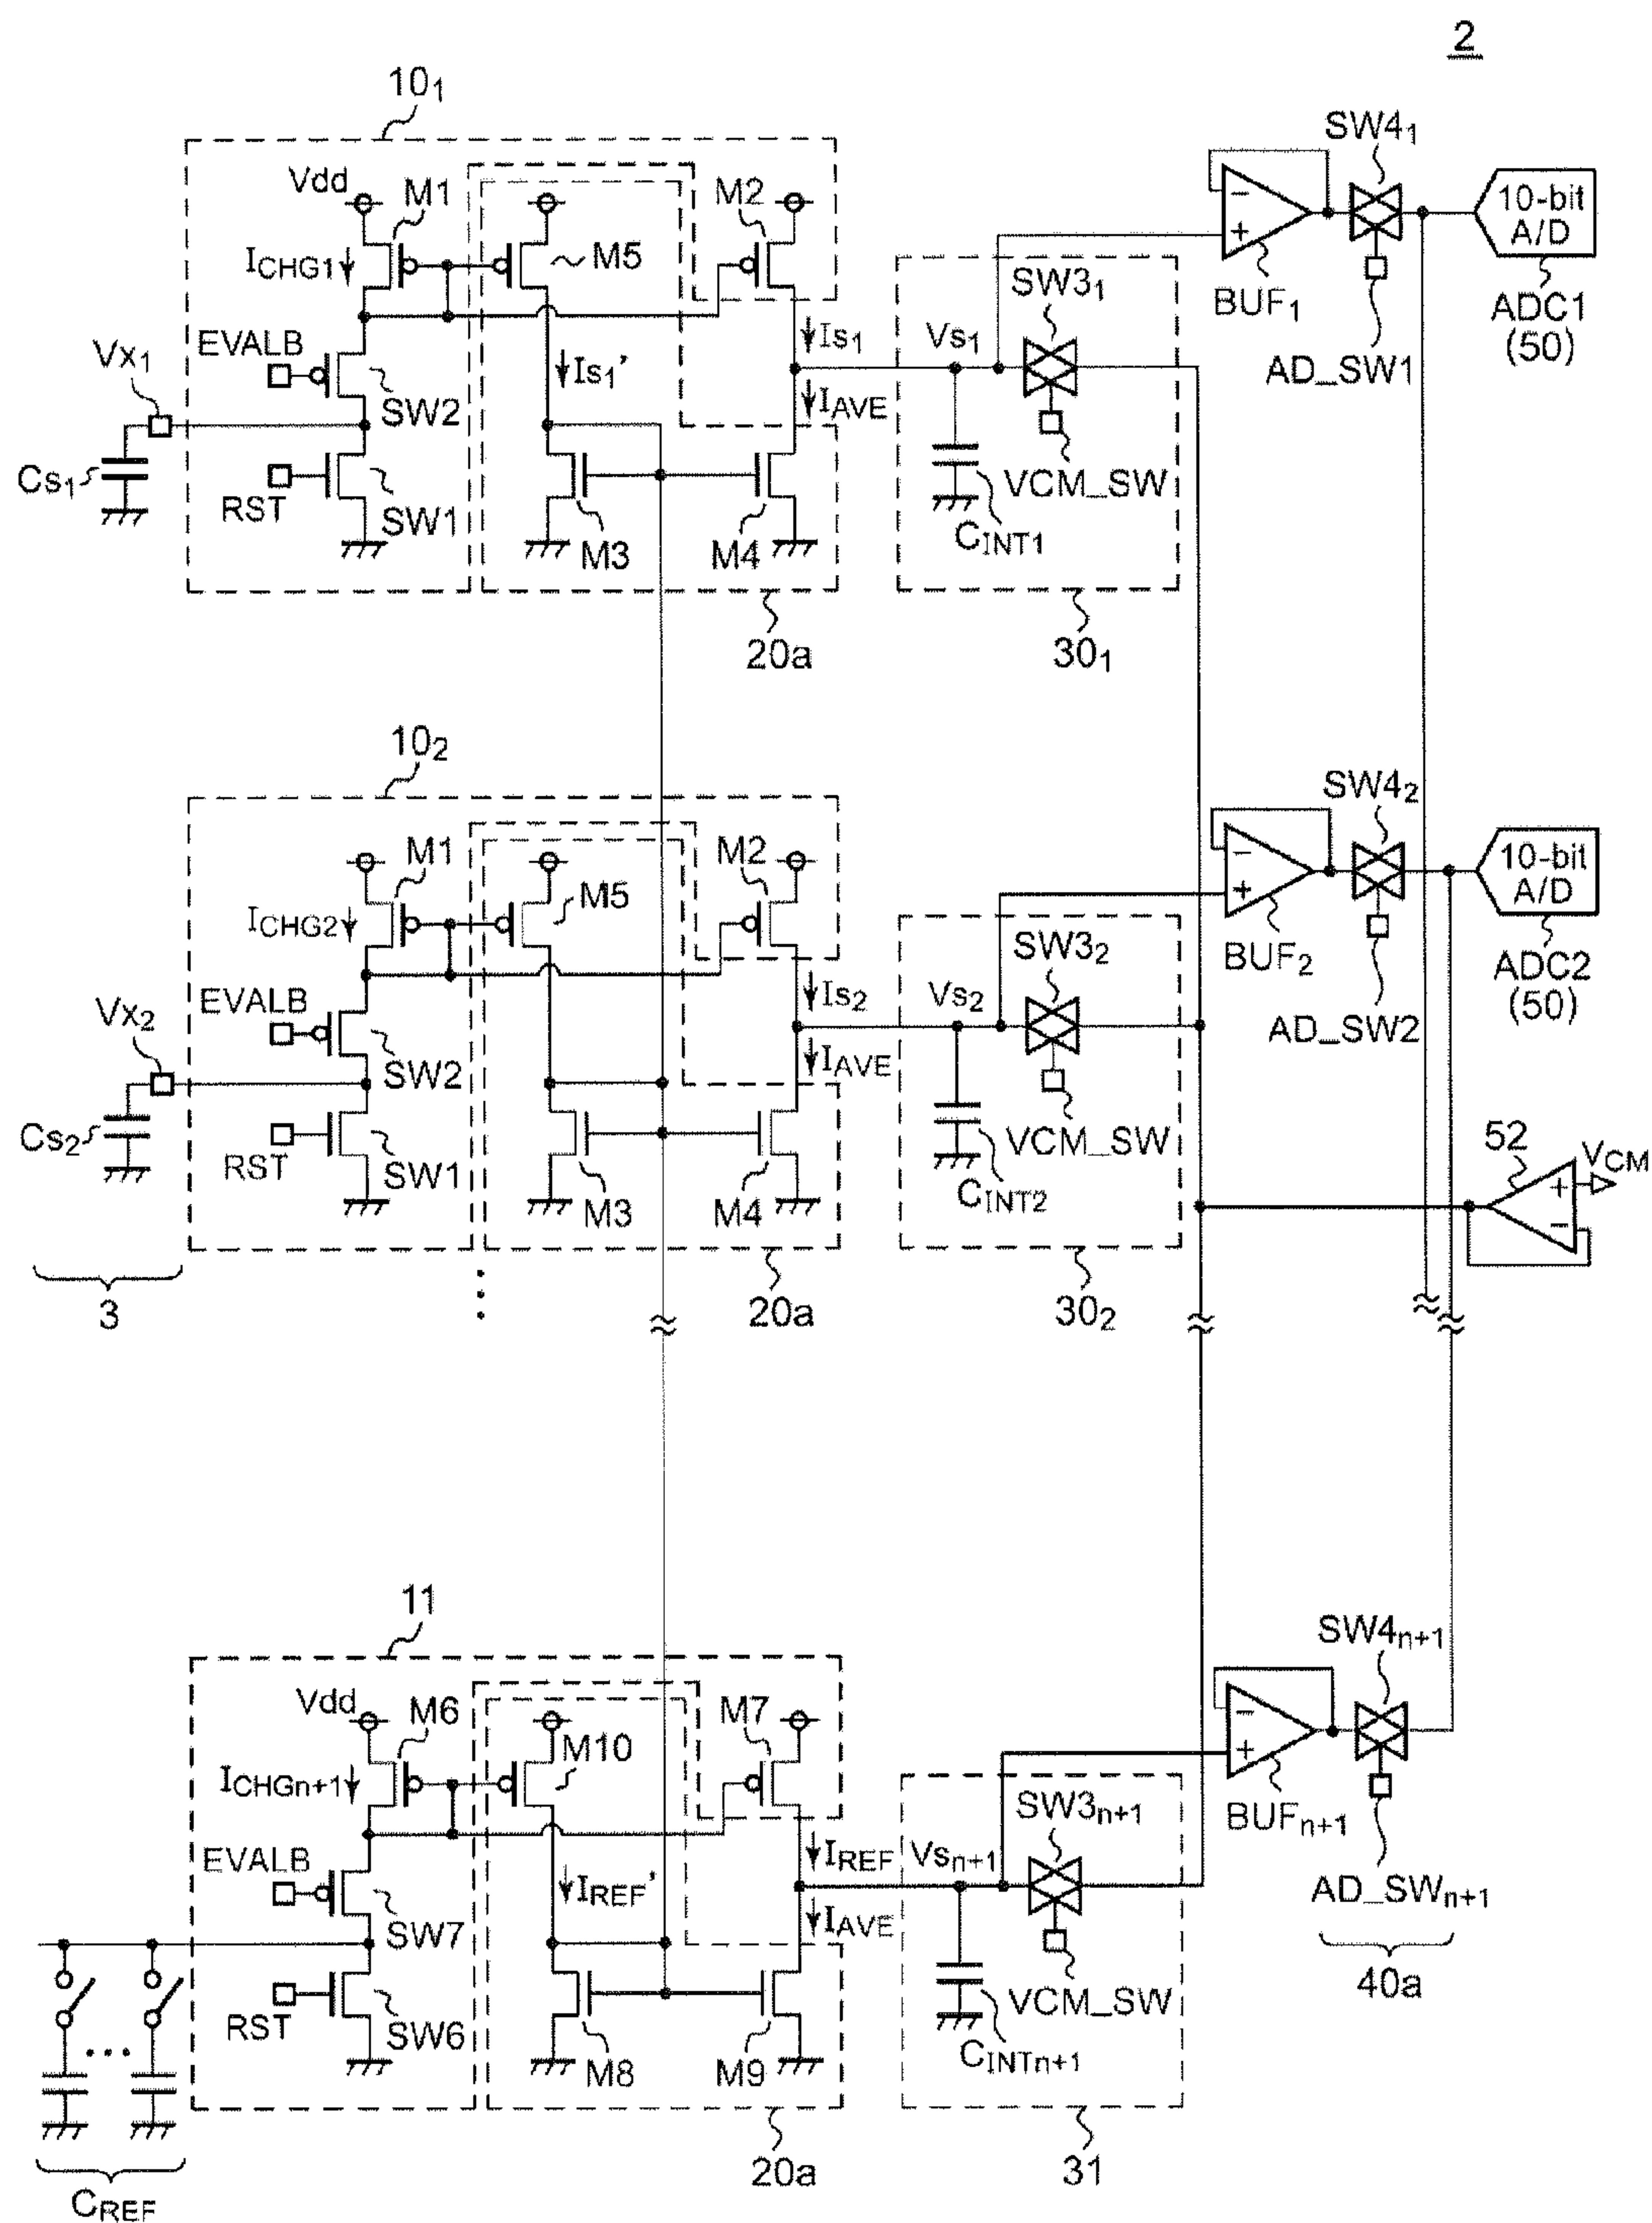 2
10₁
SW4₁
Vdd
M1
M2
10-bit
A/D
I_CHG1
M5
SW3₁
BUF₁
ADC1
(50)
EVALB
Vx₁
Is₁
Vs₁
Is₁'
AD_SW1
SW2
I_AVE
Cs₁
RST
SW1
VCM_SW
C_INT1
M3
M4
20a
30₁
10₂
SW4₂
M1
M2
10-bit
A/D
I_CHG2
M5
SW3₂
BUF₂
ADC2
(50)
EVALB
Vx₂
Is₂
Vs₂
AD_SW2
SW2
I_AVE
Cs₂
RST
SW1
VCM_SW
52
V_CM
C_INT2
M3
M4
3
20a
30₂
11
SW4n+1
Vdd
M6
M7
M10
I_CHGn+1
SW3n+1
BUFn+1
EVALB
I_REF
Vsn+1
I_REF'
AD_SWn+1
SW7
I_AVE
40a
RST
SW6
VCM_SW
C_INTn+1
M8
M9
20a
31
C_REF